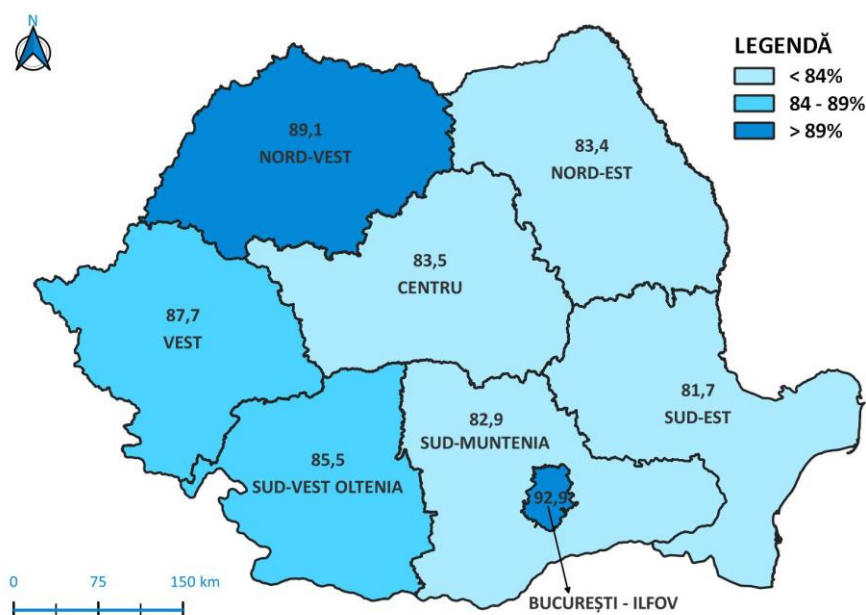 N
LEGENDĂ
< 84%
84 - 89%
> 89%
89,1
NORD-VEST
83,4
NORD-EST
83,5
CENTRU
87,7
VEST
81,7
SUD-EST
82,9
SUD-MUNTENIA
85,5
SUD-VEST OLTENIA
92,9
BUCUREȘTI - ILFOV
0 75 150 km